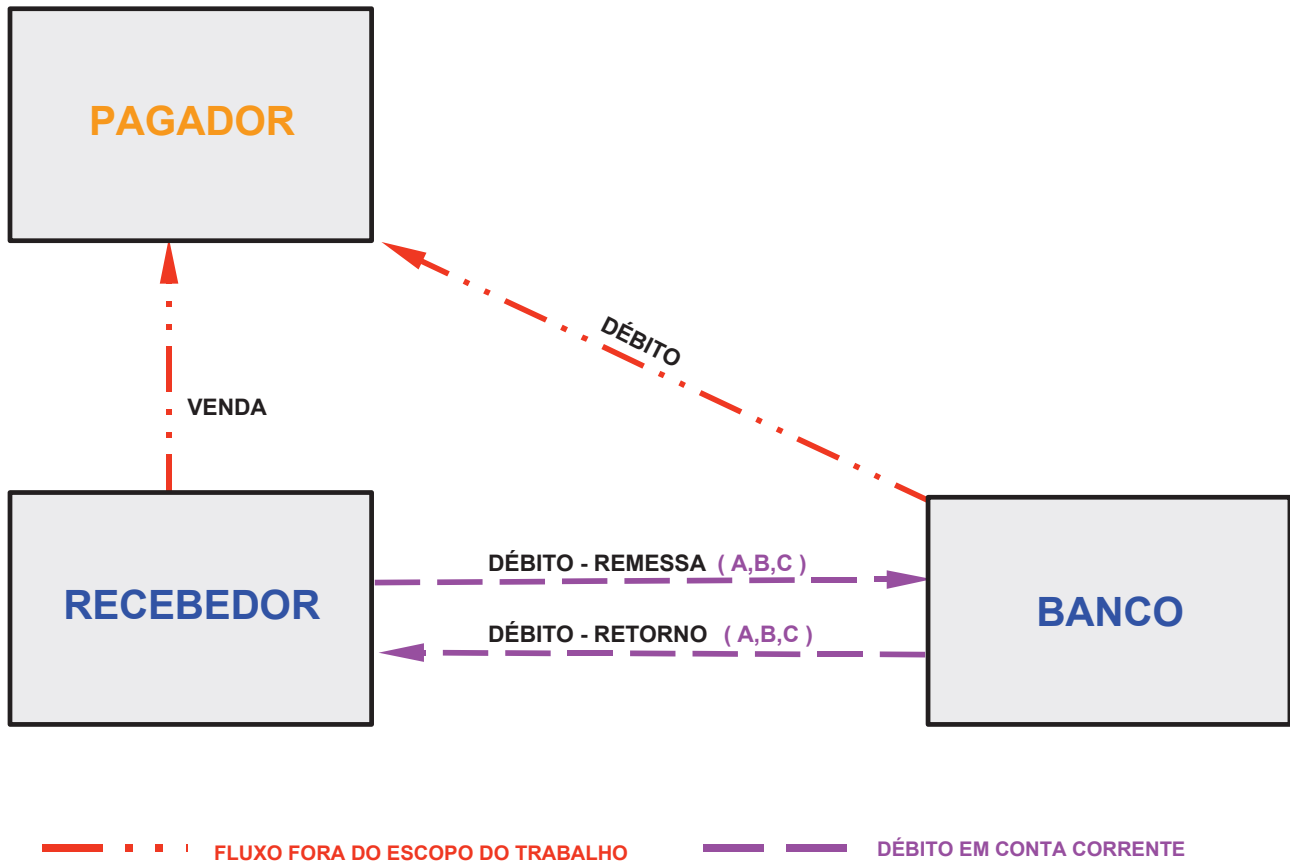 PAGADOR
DÉBITO
VENDA
DÉBITO - REMESSA ( A,B,C )
RECEBEDOR
BANCO
DÉBITO - RETORNO ( A,B,C )
FLUXO FORA DO ESCOPO DO TRABALHO
DÉBITO EM CONTA CORRENTE